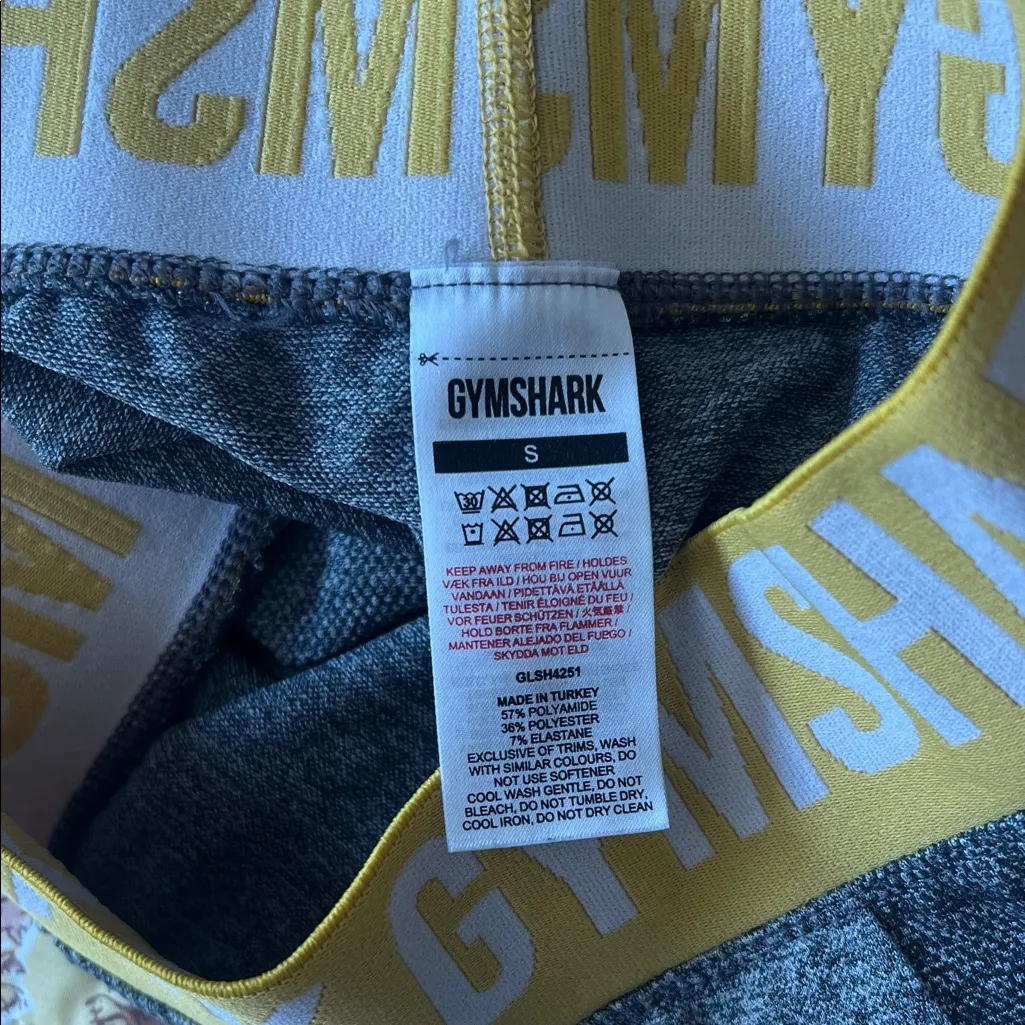 GYMSHARK
S
30
KEEP AWAY FROM FIRE / HOLDES
VÆK FRA ILD / HOU BIJ OPEN VUUR
VANDAAN / PIDETTÄVÄ ETÄÄLLÄ
TULESTA / TENIR ÉLOIGNÉ DU FEU /
VOR FEUER SCHÜTZEN / 火気厳禁 /
HOLD BORTE FRA FLAMMER /
MANTENER ALEJADO DEL FUEGO /
SKYDDA MOT ELD
GLSH4251
MADE IN TURKEY
57% POLYAMIDE
36% POLYESTER
7% ELASTANE
EXCLUSIVE OF TRIMS, WASH
WITH SIMILAR COLOURS, DO
NOT USE SOFTENER
COOL WASH GENTLE, DO NOT
BLEACH, DO NOT TUMBLE DRY,
COOL IRON, DO NOT DRY CLEAN
GYMSHA